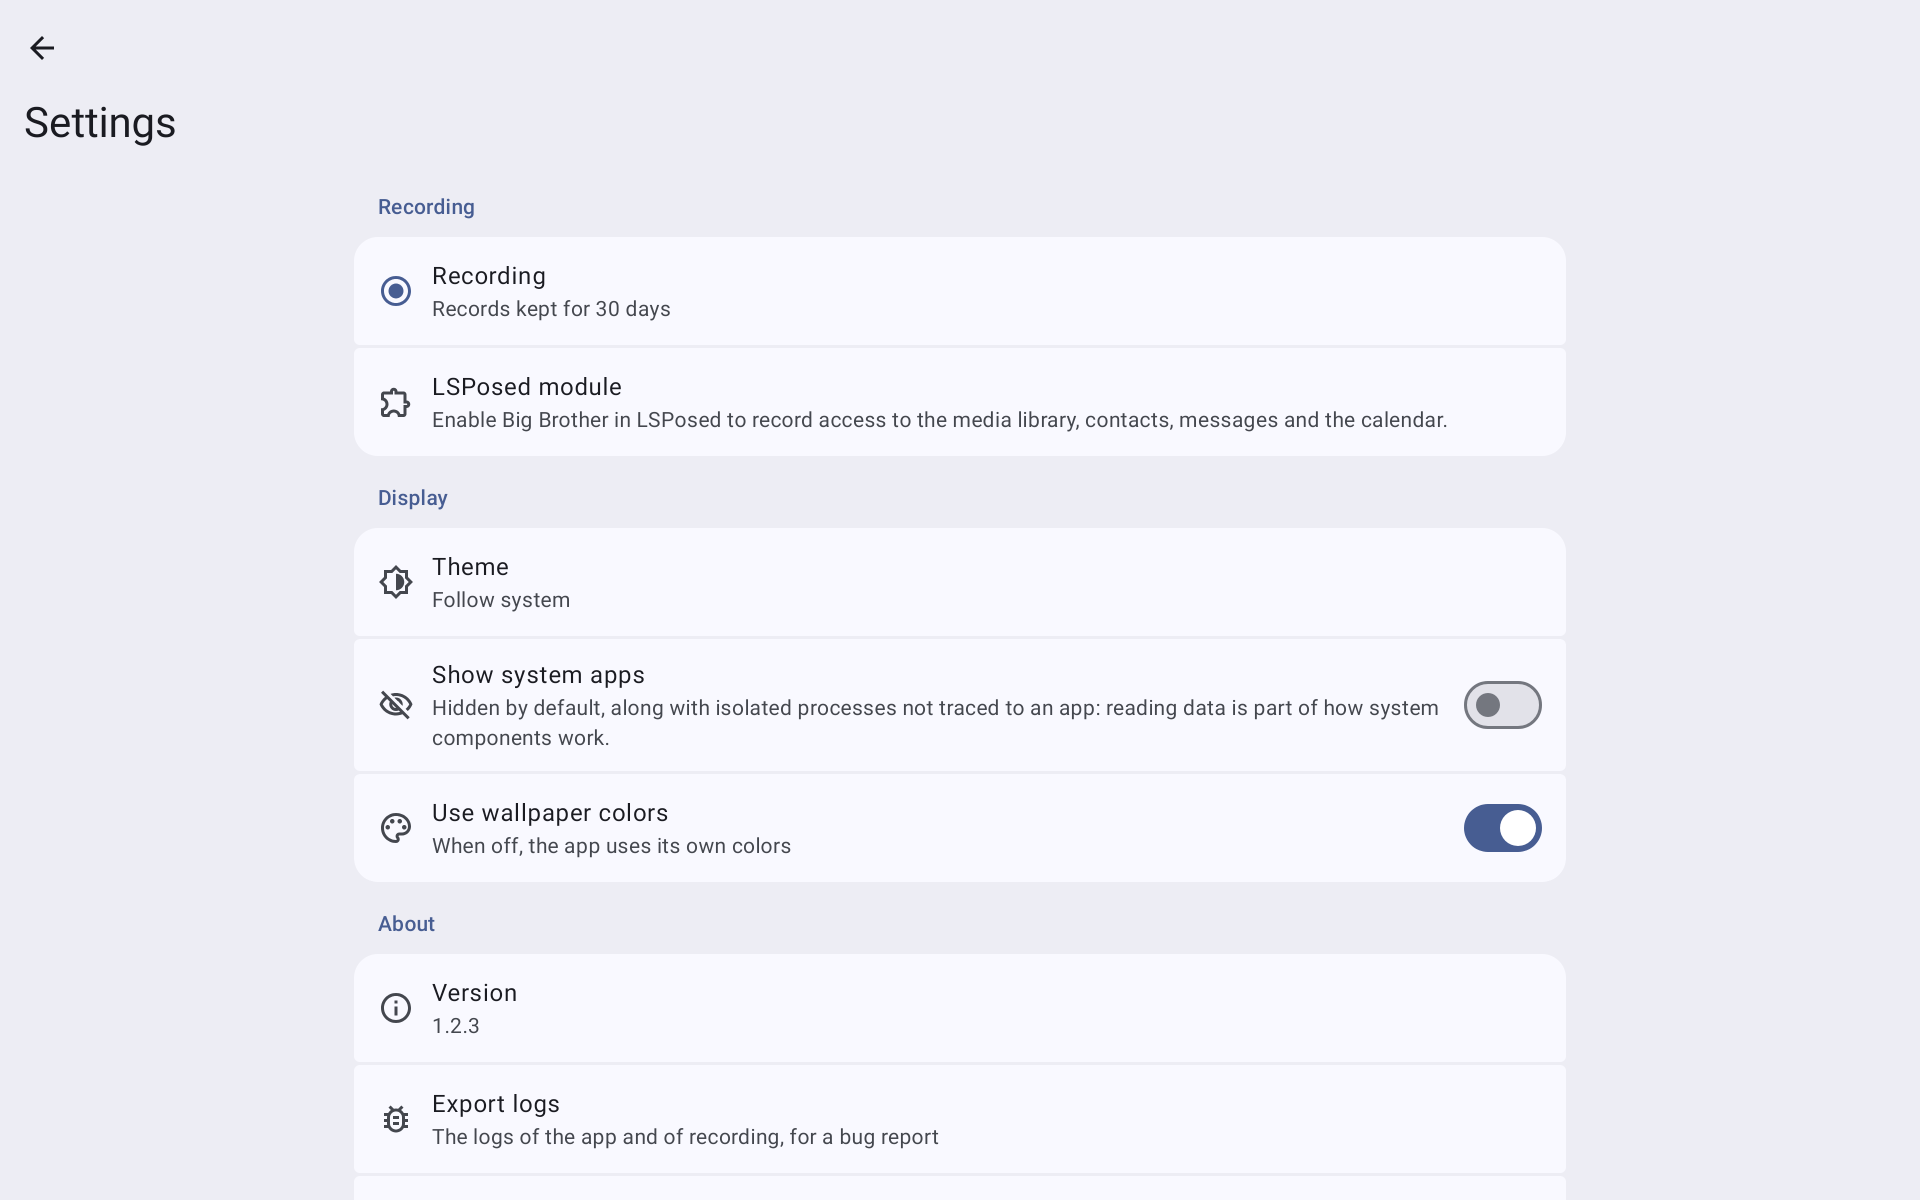 Settings
Recording
Recording
Records kept for 30 days
LSPosed module
Enable Big Brother in LSPosed to record access to the media library, contacts, messages and the calendar.
Display
Theme
Follow system
Show system apps
Hidden by default, along with isolated processes not traced to an app: reading data is part of how system
components work.
Use wallpaper colors
When off, the app uses its own colors
About
Version
1.2.3
Export logs
The logs of the app and of recording, for a bug report